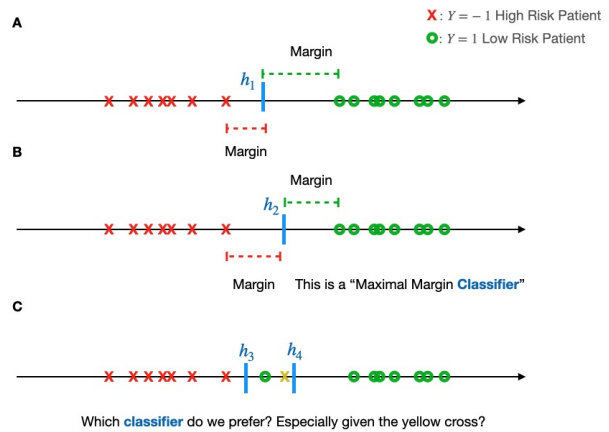 A
X: Y = − 1 High Risk Patient
O: Y = 1 Low Risk Patient
Margin
h₁
Margin
B
Margin
h₂
Margin
This is a “Maximal Margin Classifier”
C
h₃
h₄
Which classifier do we prefer? Especially given the yellow cross?